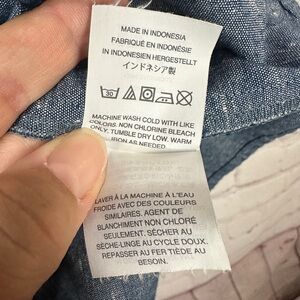 MADE IN INDONESIA
FABRIQUÉ EN INDONÉSIE
IN INDONESIEN HERGESTELLT
インドネシア製
30
MACHINE WASH COLD WITH LIKE
COLORS. NON CHLORINE BLEACH
ONLY. TUMBLE DRY LOW. WARM
IRON AS NEEDED.
LAVER À LA MACHINE À L'EAU
FROIDE AVEC DES COULEURS
SIMILAIRES. AGENT DE
BLANCHIMENT NON CHLORÉ
SEULEMENT. SÉCHER AU
SÈCHE-LINGE AU CYCLE DOUX.
REPASSER AU FER TIÈDE AU
BESOIN.